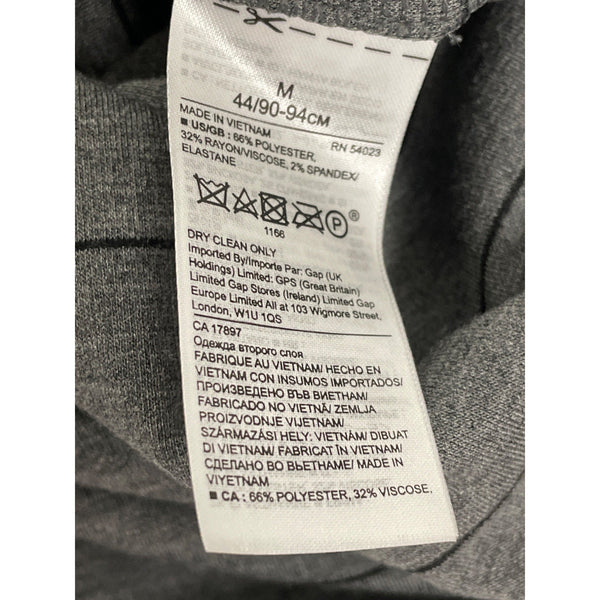 M
44/90-94CM
MADE IN VIETNAM
RN 54023
■ US/GB : 66% POLYESTER,
32% RAYON/VISCOSE, 2% SPANDEX/
ELASTANE
P ®
1166
DRY CLEAN ONLY
Imported By/Importe Par: Gap (UK
Holdings) Limited: GPS (Great Britain)
Limited Gap Stores (Ireland) Limited Gap
Europe Limited All at 103 Wigmore Street,
London, W1U 1QS
CA 17897
Одежда второго слоя
FABRIQUE AU VIETNAM/ HECHO EN
VIETNAM CON INSUMOS IMPORTADOS/
ПРОИЗВЕДЕНО ВЪВ ВИЕТНАМ/
FABRICADO NO VIETNÃ/ ZEMLJA
PROIZVODNJE VIJETNAM/
SZÁRMAZÁSI HELY: VIETNÁM/ DIBUAT
DI VIETNAM/ FABRICAT ÎN VIETNAM/
СДЕЛАНО ВО ВЬЕТНАМЕ/ MADE IN
VIYETNAM
■ CA : 66% POLYESTER, 32% VISCOSE,